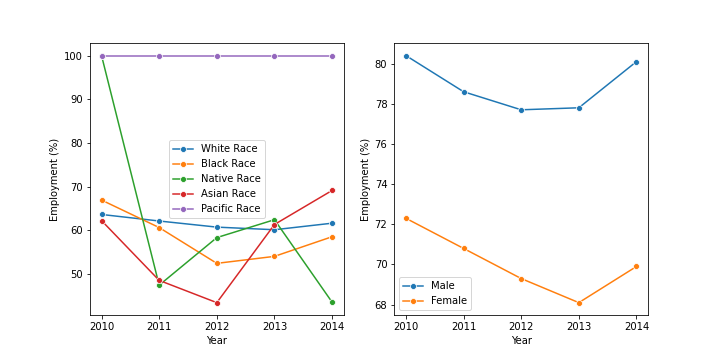 Employment (%)
100
90
80
70
60
50
White Race
Black Race
Native Race
Asian Race
Pacific Race
2010 2011 2012 2013 2014
Year
Employment (%)
80
78
76
74
72
70
68
Male
Female
2010 2011 2012 2013 2014
Year